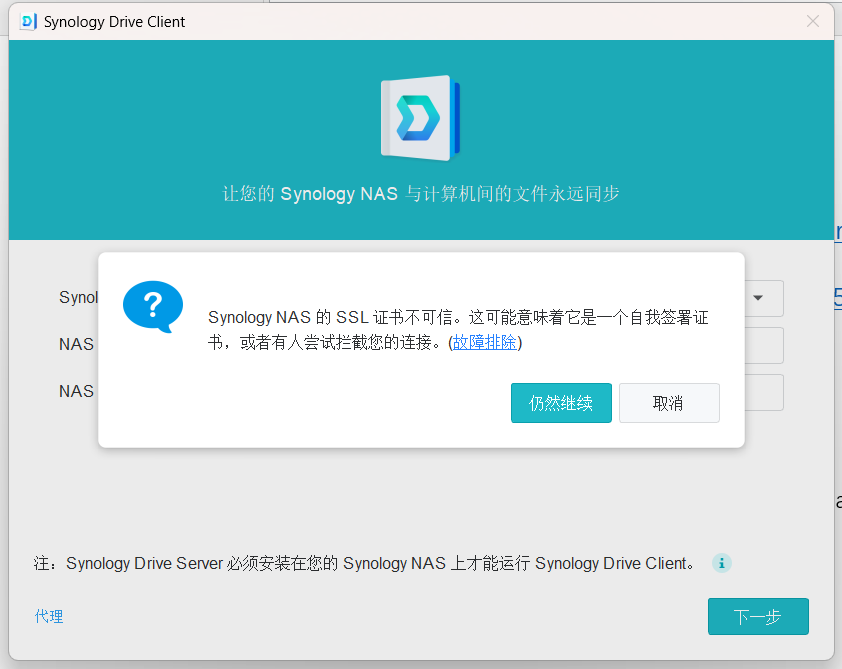 Synology Drive Client
让您的 Synology NAS 与计算机间的文件永远同步
Synol
Synology NAS 的 SSL 证书不可信。这可能意味着它是一个自我签署证
书，或者有人尝试拦截您的连接。(故障排除)
NAS
NAS
仍然继续 取消
注：Synology Drive Server 必须安装在您的 Synology NAS 上才能运行 Synology Drive Client。
代理
下一步